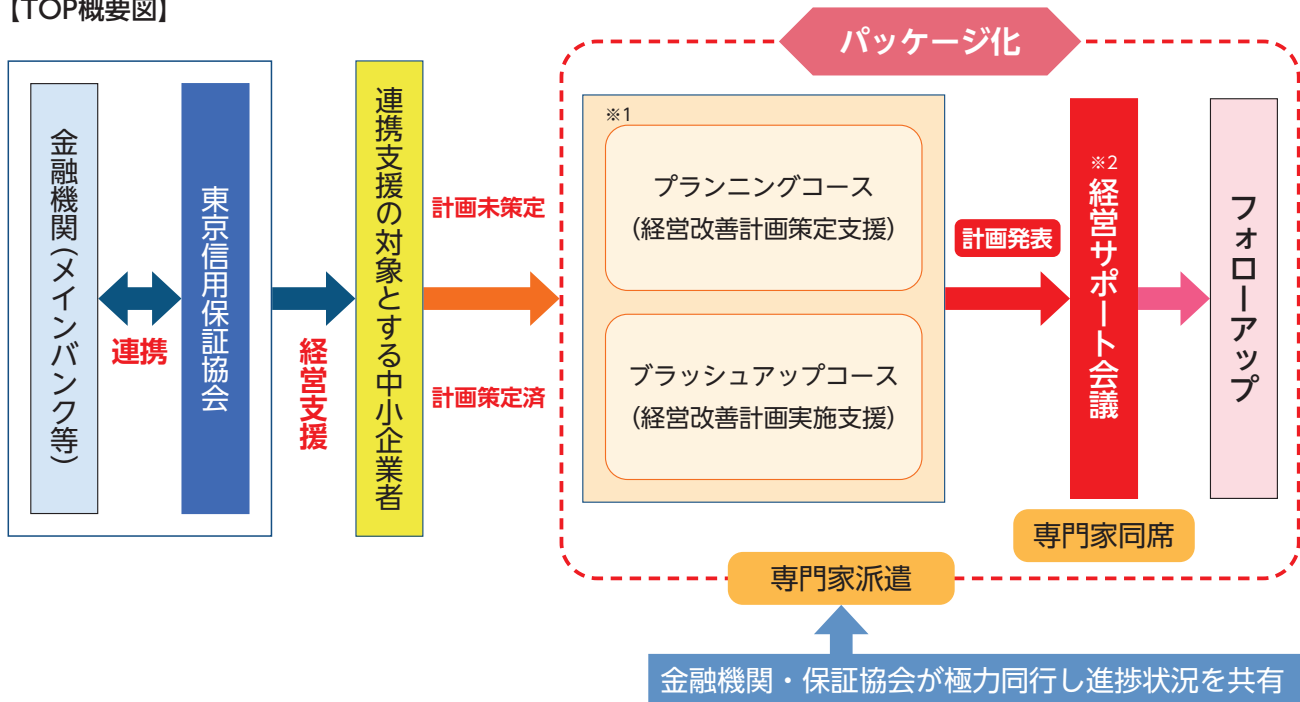 【TOP概要図】
パッケージ化
金融機関(メインバンク等)
連携
東京信用保証協会
経営支援
連携支援の対象とする中小企業者
計画未策定
計画策定済
※1
プランニングコース
(経営改善計画策定支援)
ブラッシュアップコース
(経営改善計画実施支援)
計画発表
※2
経営サポート会議
フォローアップ
専門家同席
専門家派遣
金融機関・保証協会が極力同行し進捗状況を共有